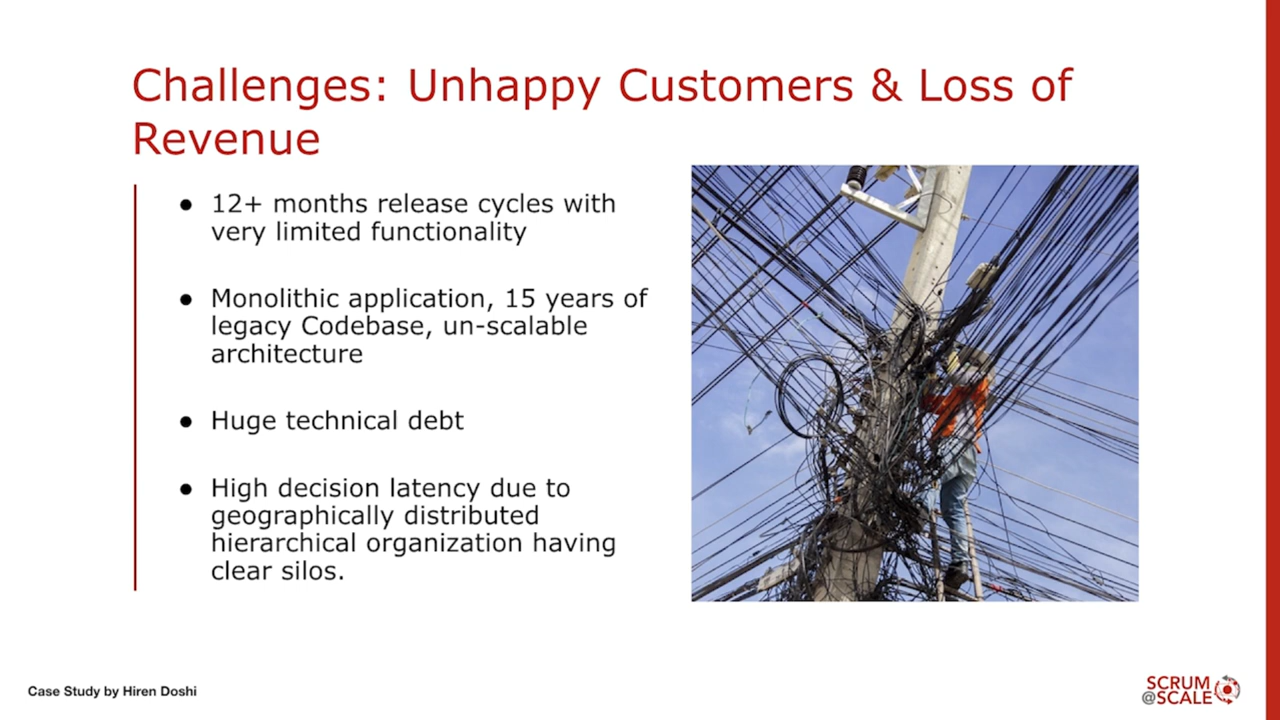 Challenges: Unhappy Customers & Loss of
Revenue
● 12+ months release cycles with
very limited functionality
● Monolithic application, 15 years of
legacy Codebase, un-scalable
architecture
● Huge technical debt
● High decision latency due to
geographically distributed
hierarchical organization having
clear silos.
Case Study by Hiren Doshi
SCRUM
@SCALE